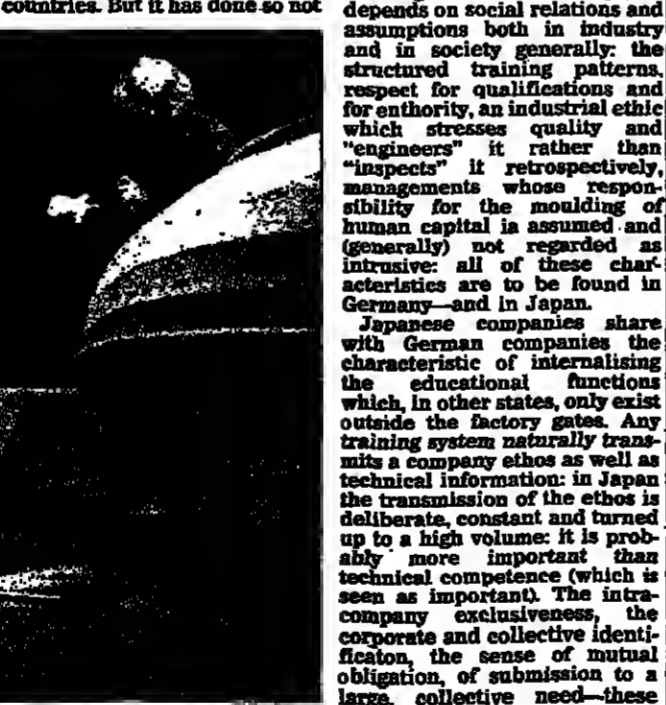 countries. But it has done so not
depends on social relations and
assumptions both in industry
and in society generally: the
structured training patterns,
respect for qualifications and
for enthority, an industrial ethic
which stresses quality and
"engineers" it rather than
"inspects" it retrospectively,
managements whose respon-
sibility for the moulding of
human capital ia assumed and
(generally) not regarded as
intrusive: all of these char-
acteristics are to be found in
Germany—and in Japan.
Japanese companies share
with German companies the
characteristic of internalising
the educational functions
which, in other states, only exist
outside the factory gates. Any
training system naturally trans-
mits a company ethos as well as
technical information: in Japan
the transmission of the ethos is
deliberate, constant and turned
up to a high volume: it is prob-
ably more important than
technical competence (which is
seen as important). The intra-
company exclusiveness, the
corporate and collective identi-
ficaton, the sense of mutual
obligation, of submission to a
large, collective need—these